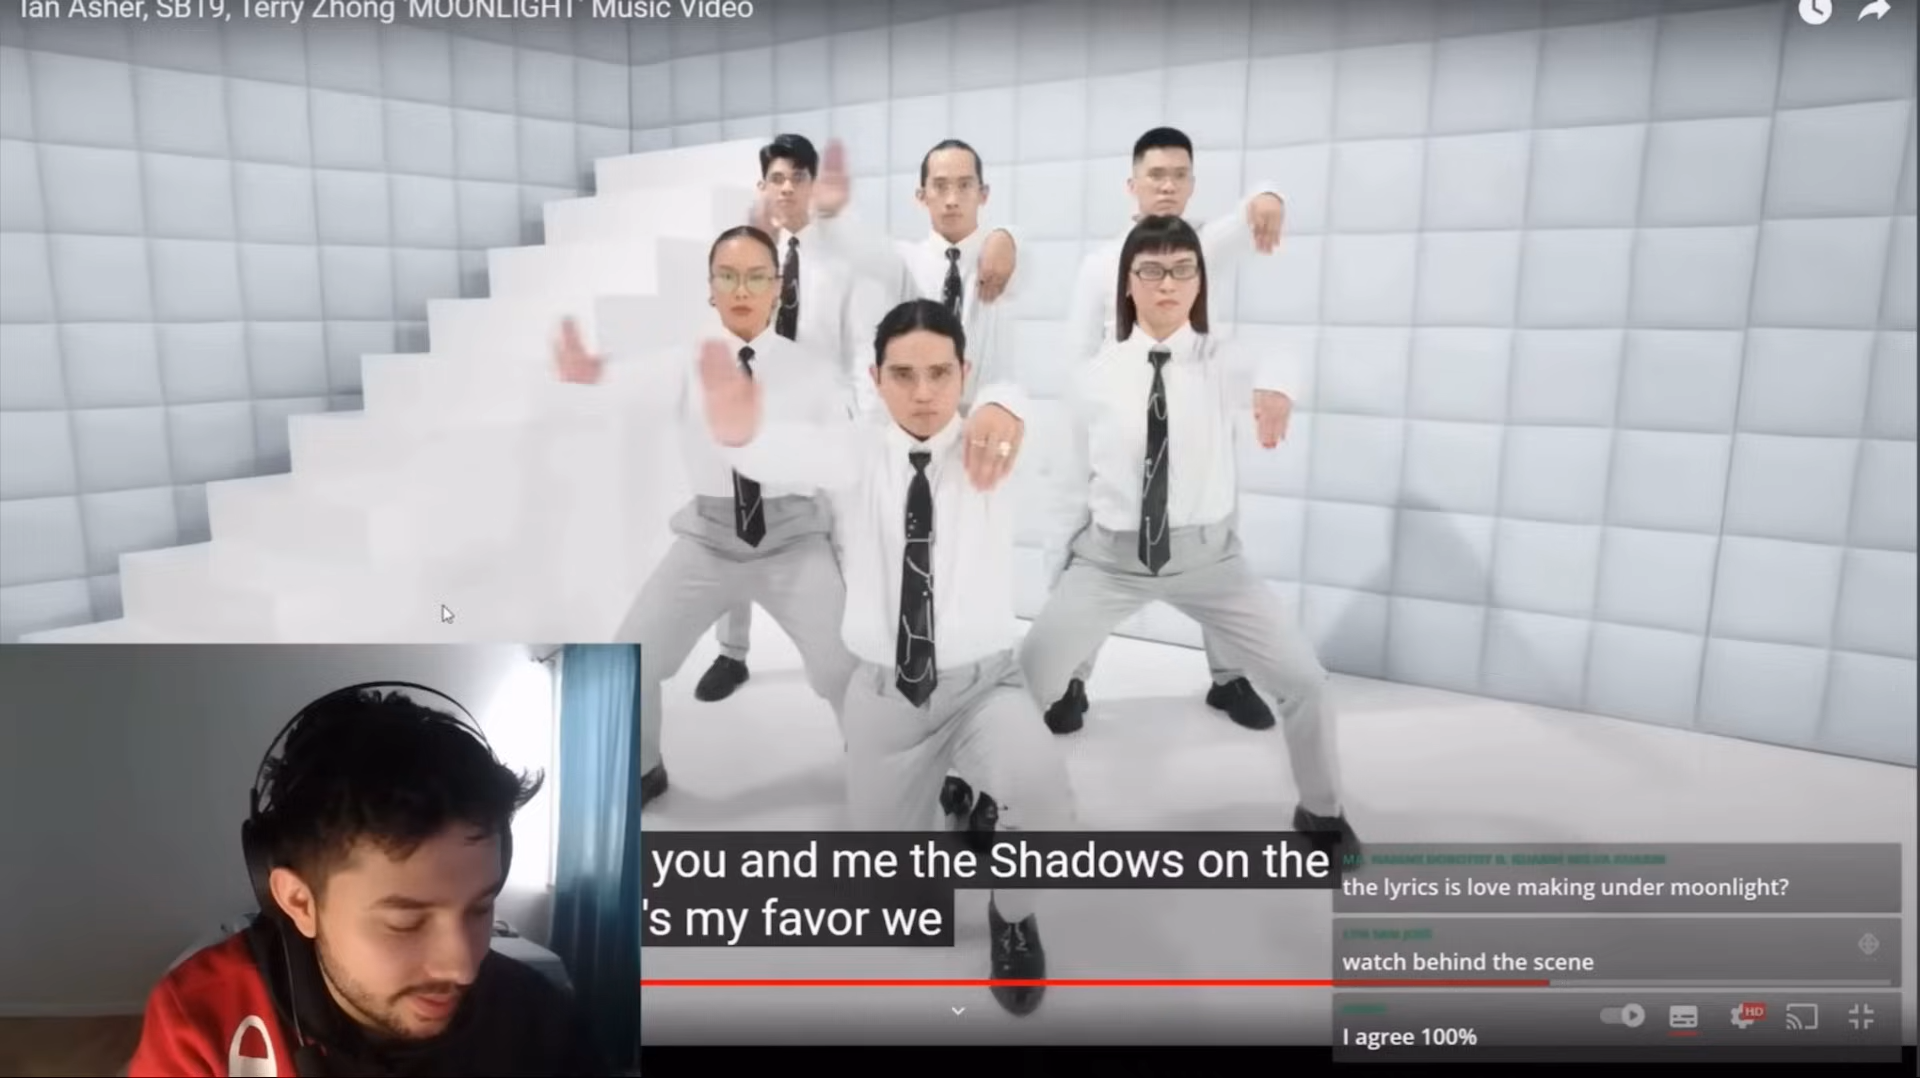 Ian Asher, SB19, Terry Zhong 'MOONLIGHT' Music Video
you and me the Shadows on the
's my favor we
the lyrics is love making under moonlight?
watch behind the scene
I agree 100%
HD